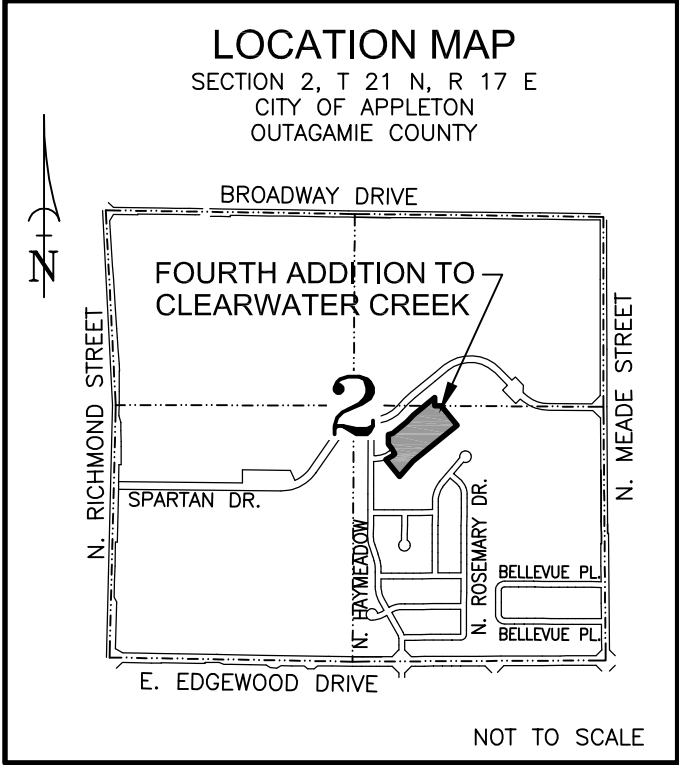 LOCATION MAP
SECTION 2, T 21 N, R 17 E
CITY OF APPLETON
OUTAGAMIE COUNTY
BROADWAY DRIVE
N
FOURTH ADDITION TO
CLEARWATER CREEK
N. RICHMOND STREET
N. MEADE STREET
2
SPARTAN DR.
N. HAYMEADOW
N. ROSEMARY DR.
BELLEVUE PL.
BELLEVUE PL.
E. EDGEWOOD DRIVE
NOT TO SCALE